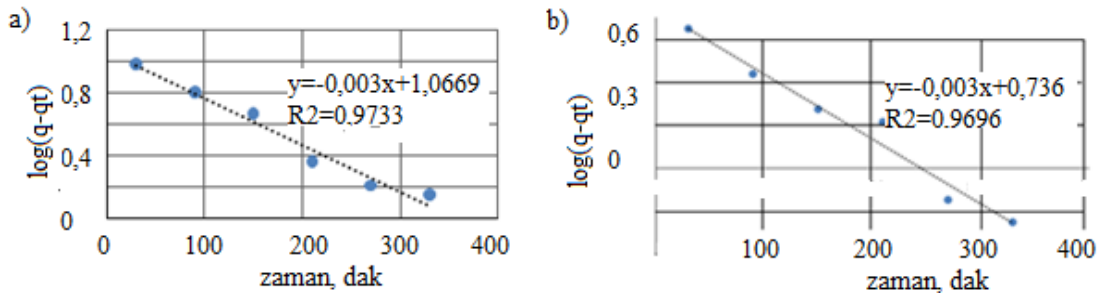 a)
1,2
0,8
0,4
0
log(q-qt)
y=-0,003x+1,0669
R2=0.9733
0 100 200 300 400
zaman, dak
b)
0,6
0,3
0
log(q-qt)
y=-0,003x+0,736
R2=0.9696
100 200 300 400
zaman, dak